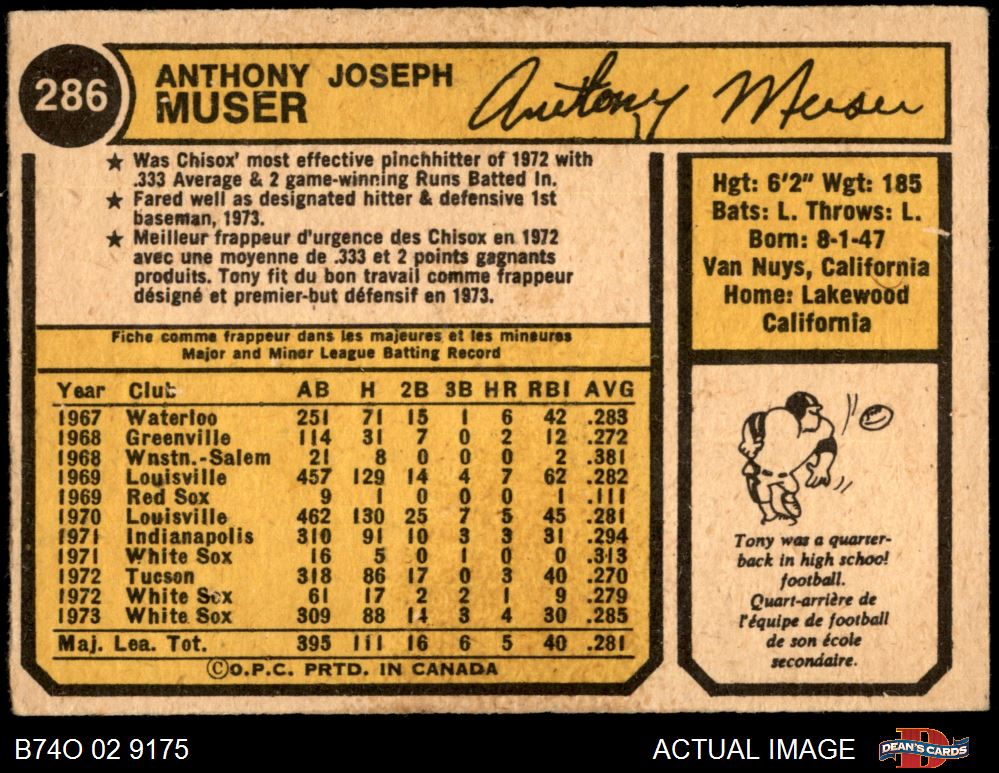 286
ANTHONY JOSEPH
MUSER
Anthony Muser
★ Was Chisox' most effective pinchhitter of 1972 with
.333 Average & 2 game-winning Runs Batted In.
★ Fared well as designated hitter & defensive 1st
baseman, 1973.
★ Meilleur frappeur d'urgence des Chisox en 1972
avec une moyenne de .333 et 2 points gagnants
produits. Tony fit du bon travail comme frappeur
désigné et premier-but défensif en 1973.
Hgt: 6'2" Wgt: 185
Bats: L. Throws: L.
Born: 8-1-47
Van Nuys, California
Home: Lakewood
California
Fiche comme frappeur dans les majeures et les mineures
Major and Minor League Batting Record
Year Club AB H 2B 3B HR RBI AVG
1967 Waterloo 251 71 15 1 6 42 .283
1968 Greenville 114 31 7 0 2 12 .272
1968 Wnstn.-Salem 21 8 0 0 0 2 .381
1969 Louisville 457 129 14 4 7 62 .282
1969 Red Sox 9 1 0 0 0 1 .111
1970 Louisville 462 130 25 7 5 45 .281
1971 Indianapolis 310 91 10 3 3 31 .294
1971 White Sox 16 5 0 1 0 0 .313
1972 Tucson 318 86 17 0 3 40 .270
1972 White Sox 61 17 2 2 1 9 .279
1973 White Sox 309 88 14 3 4 30 .285
Maj. Lea. Tot. 395 111 16 6 5 40 .281
©O.P.C. PRTD. IN CANADA
Tony was a quarter-
back in high school
football.
Quart-arrière de
l'équipe de football
de son école
secondaire.
B74O 02 9175
ACTUAL IMAGE
D
DEAN'S CARDS